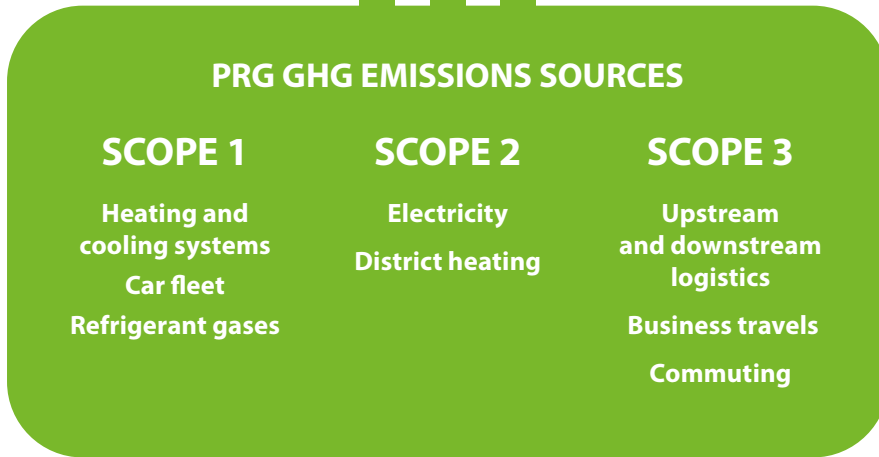 PRG GHG EMISSIONS SOURCES
SCOPE 1
Heating and
cooling systems
Car fleet
Refrigerant gases
SCOPE 2
Electricity
District heating
SCOPE 3
Upstream
and downstream
logistics
Business travels
Commuting